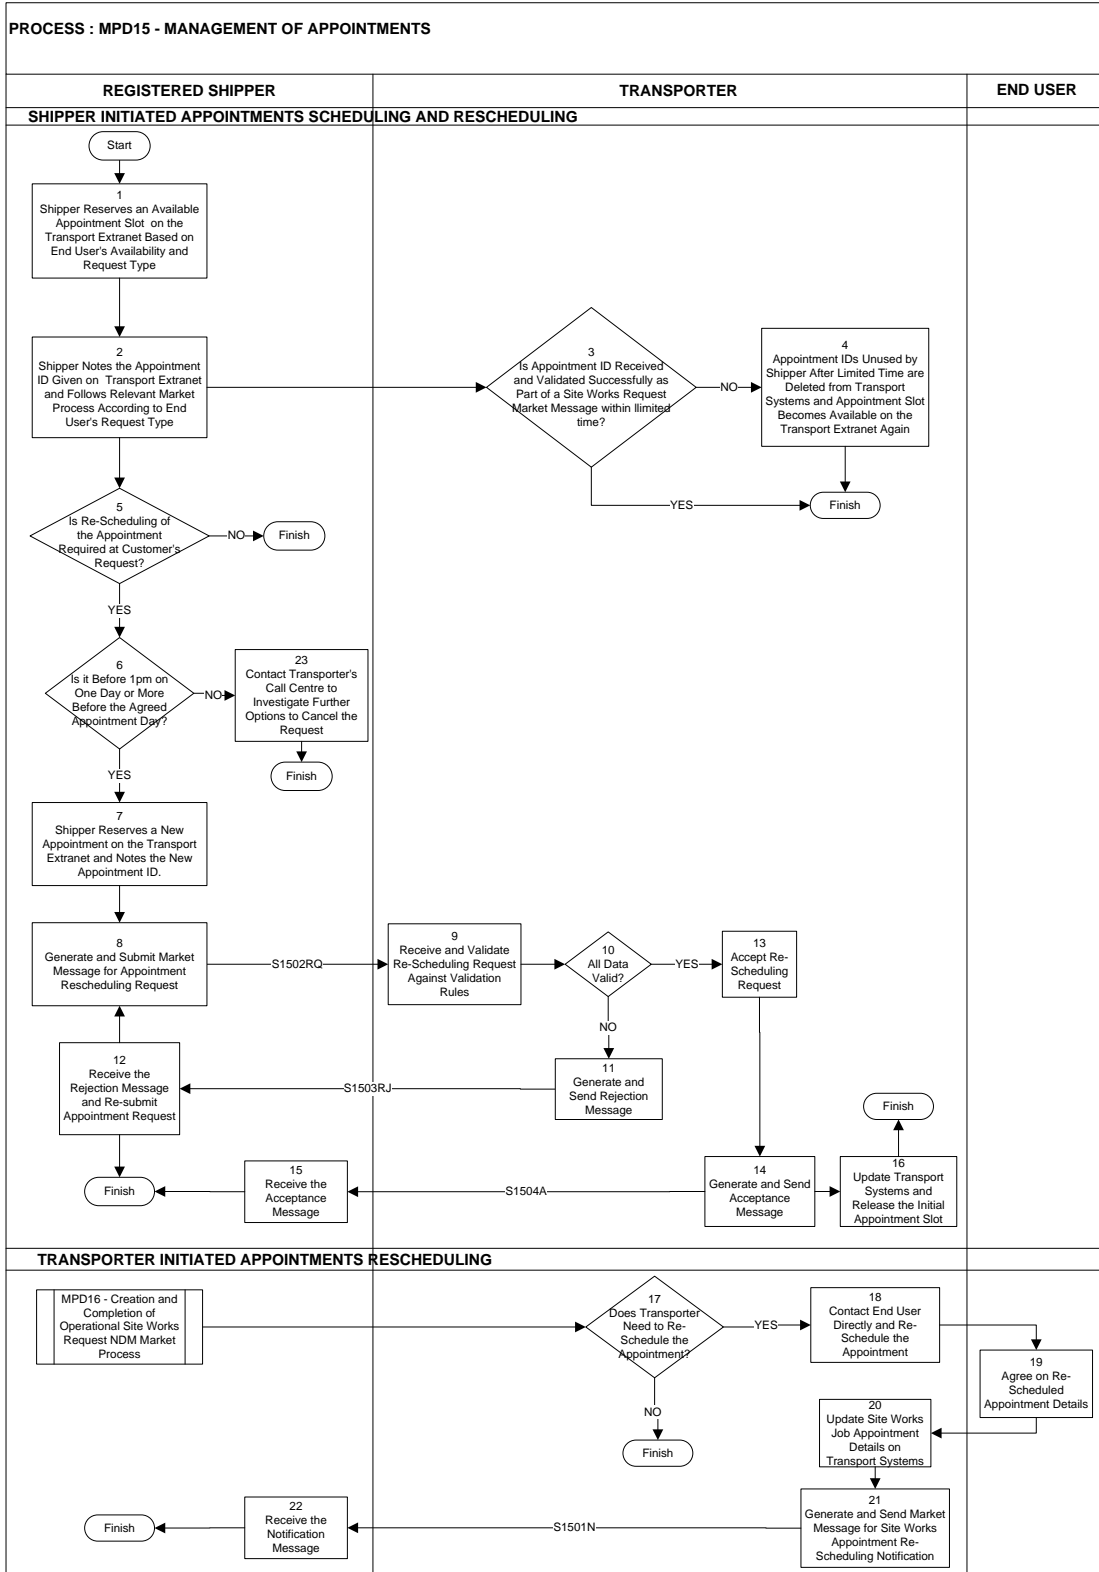 PROCESS : MPD15 - MANAGEMENT OF APPOINTMENTS
REGISTERED SHIPPER
TRANSPORTER
END USER
SHIPPER INITIATED APPOINTMENTS SCHEDULING AND RESCHEDULING
Start
1
Shipper Reserves an Available
Appointment Slot on the
Transport Extranet Based on
End User's Availability and
Request Type
2
Shipper Notes the Appointment
ID Given on Transport Extranet
and Follows Relevant Market
Process According to End
User's Request Type
3
Is Appointment ID Received
and Validated Successfully as
Part of a Site Works Request
Market Message within Ilimited
time?
NO
4
Appointment IDs Unused by
Shipper After Limited Time are
Deleted from Transport
Systems and Appointment Slot
Becomes Available on the
Transport Extranet Again
YES
Finish
5
Is Re-Scheduling of
the Appointment
Required at Customer's
Request?
NO
Finish
YES
6
Is it Before 1pm on
One Day or More
Before the Agreed
Appointment Day?
NO
23
Contact Transporter's
Call Centre to
Investigate Further
Options to Cancel the
Request
Finish
YES
7
Shipper Reserves a New
Appointment on the Transport
Extranet and Notes the New
Appointment ID.
8
Generate and Submit Market
Message for Appointment
Rescheduling Request
S1502RQ
9
Receive and Validate
Re-Scheduling Request
Against Validation
Rules
10
All Data
Valid?
YES
13
Accept Re-
Scheduling
Request
NO
11
Generate and
Send Rejection
Message
S1503RJ
12
Receive the
Rejection Message
and Re-submit
Appointment Request
Finish
Finish
15
Receive the
Acceptance
Message
S1504A
14
Generate and Send
Acceptance
Message
16
Update Transport
Systems and
Release the Initial
Appointment Slot
TRANSPORTER INITIATED APPOINTMENTS RESCHEDULING
MPD16 - Creation and
Completion of
Operational Site Works
Request NDM Market
Process
17
Does Transporter
Need to Re-
Schedule the
Appointment?
YES
18
Contact End User
Directly and Re-
Schedule the
Appointment
19
Agree on Re-
Scheduled
Appointment Details
NO
Finish
20
Update Site Works
Job Appointment
Details on
Transport Systems
21
Generate and Send Market
Message for Site Works
Appointment Re-
Scheduling Notification
S1501N
22
Receive the
Notification
Message
Finish